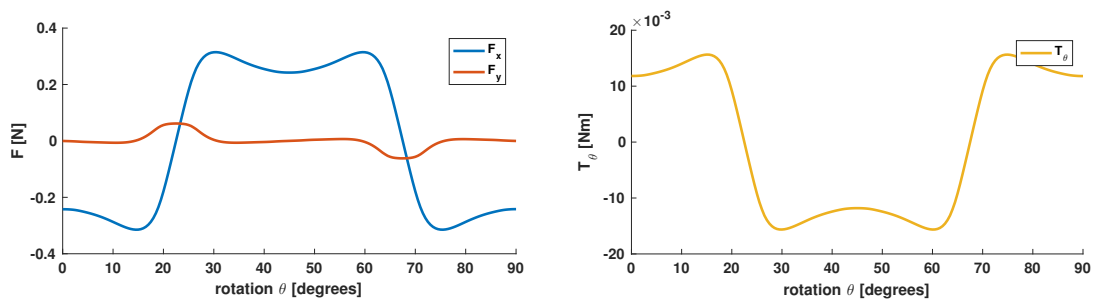 0.4
0.2
0
-0.2
-0.4
F [N]
0 10 20 30 40 50 60 70 80 90
rotation θ [degrees]
F_x
F_y
×10^-3
20
10
0
-10
-20
T_θ [Nm]
0 10 20 30 40 50 60 70 80 90
rotation θ [degrees]
T_θ